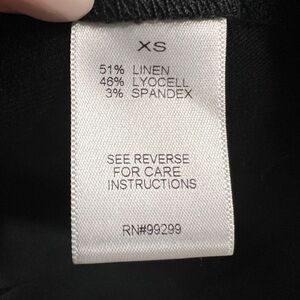 XS
51% LINEN
46% LYOCELL
3% SPANDEX
SEE REVERSE
FOR CARE
INSTRUCTIONS
RN#99299